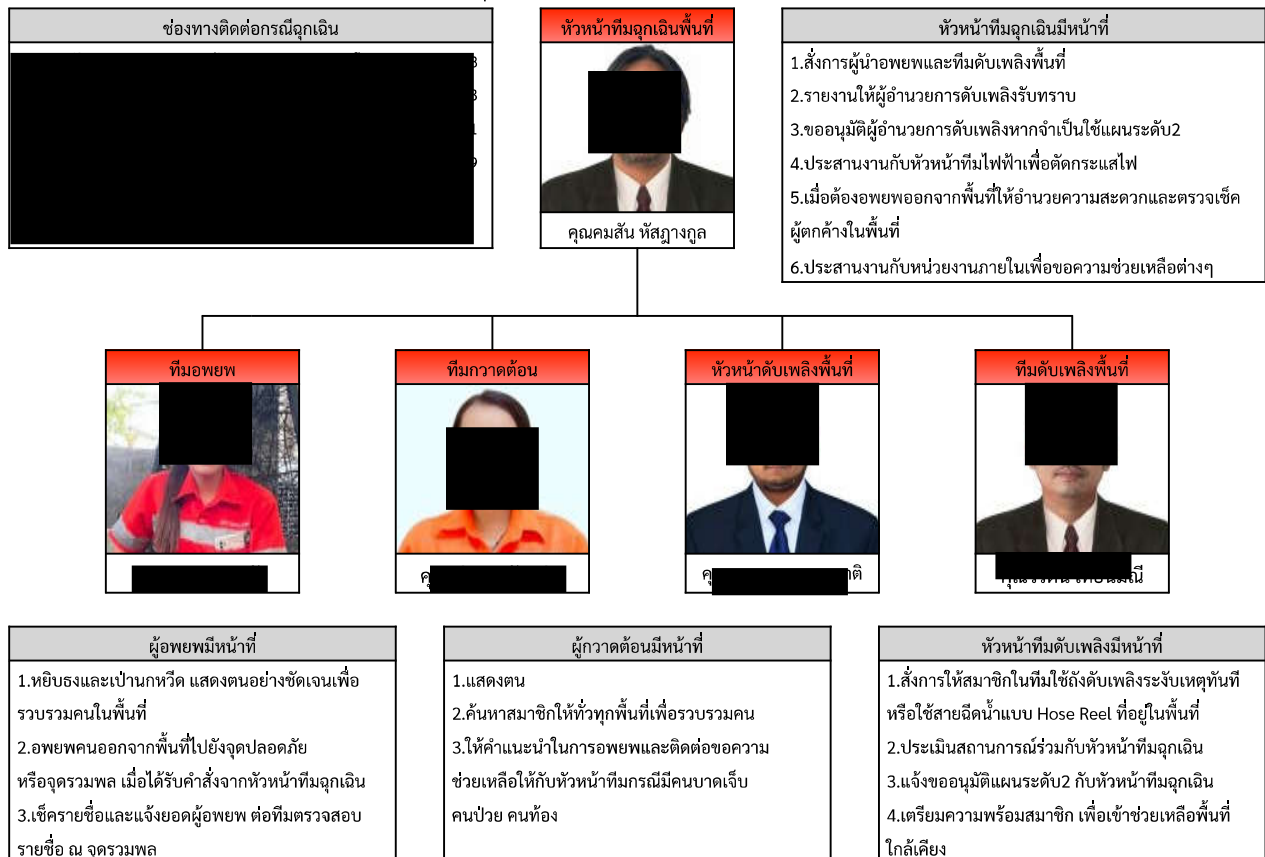 ช่องทางติดต่อกรณีฉุกเฉิน
หัวหน้าทีมฉุกเฉินพื้นที่
คุณคมสัน หัสฎางกูล
หัวหน้าทีมฉุกเฉินมีหน้าที่
1.สั่งการผู้นำอพยพและทีมดับเพลิงพื้นที่
2.รายงานให้ผู้อำนวยการดับเพลิงรับทราบ
3.ขออนุมัติผู้อำนวยการดับเพลิงหากจำเป็นใช้แผนระดับ2
4.ประสานงานกับหัวหน้าทีมไฟฟ้าเพื่อตัดกระแสไฟ
5.เมื่อต้องอพยพออกจากพื้นที่ให้อำนวยความสะดวกและตรวจเช็ค
ผู้ตกค้างในพื้นที่
6.ประสานงานกับหน่วยงานภายในเพื่อขอความช่วยเหลือต่างๆ
ทีมอพยพ
ทีมกวาดต้อน
หัวหน้าดับเพลิงพื้นที่
ทีมดับเพลิงพื้นที่
ผู้อพยพมีหน้าที่
1.หยิบธงและเป่านกหวีด แสดงตนอย่างชัดเจนเพื่อ
รวบรวมคนในพื้นที่
2.อพยพคนออกจากพื้นที่ไปยังจุดปลอดภัย
หรือจุดรวมพล เมื่อได้รับคำสั่งจากหัวหน้าทีมฉุกเฉิน
3.เช็ครายชื่อและแจ้งยอดผู้อพยพ ต่อทีมตรวจสอบ
รายชื่อ ณ จุดรวมพล
ผู้กวาดต้อนมีหน้าที่
1.แสดงตน
2.ค้นหาสมาชิกให้ทั่วทุกพื้นที่เพื่อรวบรวมคน
3.ให้คำแนะนำในการอพยพและติดต่อขอความ
ช่วยเหลือให้กับหัวหน้าทีมกรณีมีคนบาดเจ็บ
คนป่วย คนท้อง
หัวหน้าทีมดับเพลิงมีหน้าที่
1.สั่งการให้สมาชิกในทีมใช้ถังดับเพลิงระงับเหตุทันที
หรือใช้สายฉีดน้ำแบบ Hose Reel ที่อยู่ในพื้นที่
2.ประเมินสถานการณ์ร่วมกับหัวหน้าทีมฉุกเฉิน
3.แจ้งขออนุมัติแผนระดับ2 กับหัวหน้าทีมฉุกเฉิน
4.เตรียมความพร้อมสมาชิก เพื่อเข้าช่วยเหลือพื้นที่
ใกล้เคียง